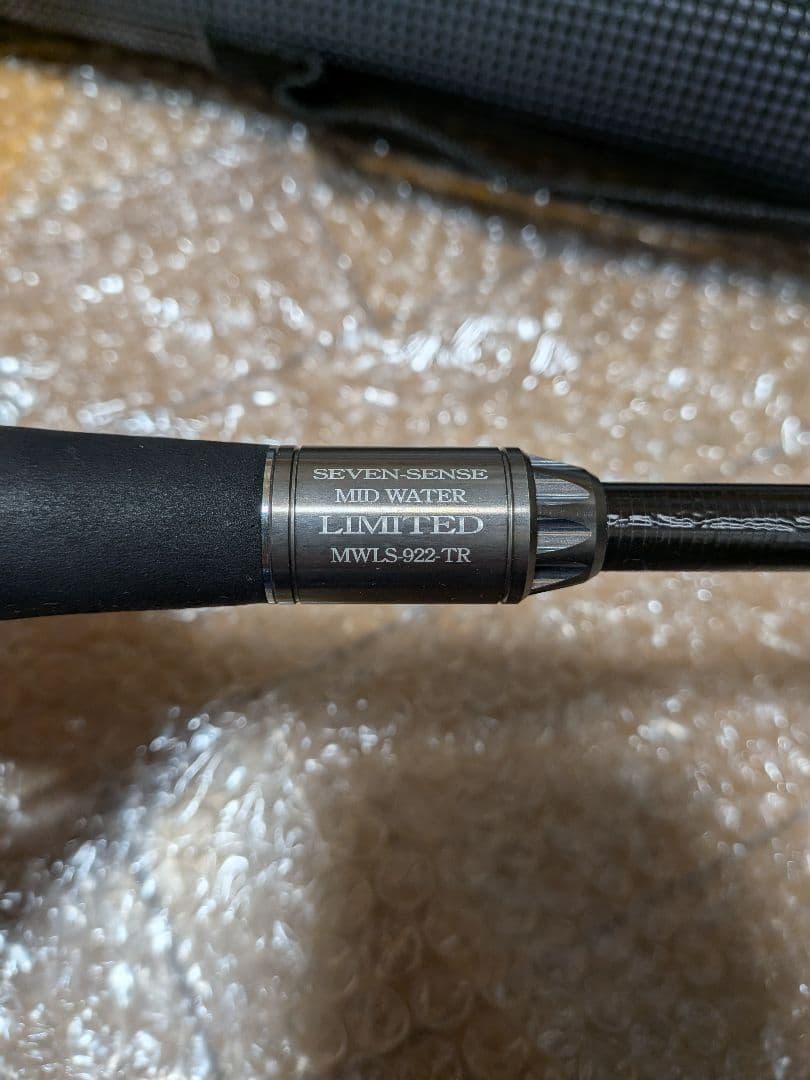 SEVEN-SENSE
MID WATER
LIMITED
MWLS-922-TR